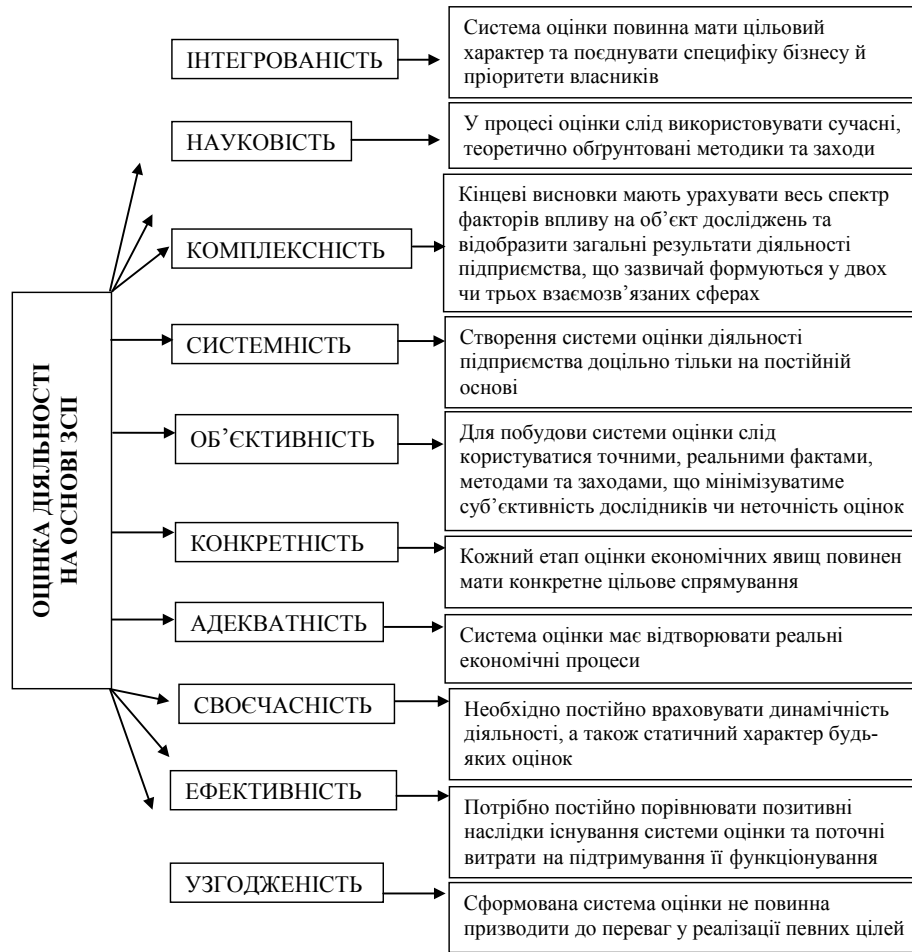 ОЦІНКА ДІЯЛЬНОСТІ
НА ОСНОВІ ЗСП
ІНТЕГРОВАНІСТЬ
Система оцінки повинна мати цільовий
характер та поєднувати специфіку бізнесу й
пріоритети власників
НАУКОВІСТЬ
У процесі оцінки слід використовувати сучасні,
теоретично обґрунтовані методики та заходи
КОМПЛЕКСНІСТЬ
Кінцеві висновки мають урахувати весь спектр
факторів впливу на об’єкт досліджень та
відобразити загальні результати діяльності
підприємства, що зазвичай формуються у двох
чи трьох взаємозв’язаних сферах
СИСТЕМНІСТЬ
Створення системи оцінки діяльності
підприємства доцільно тільки на постійній
основі
ОБ’ЄКТИВНІСТЬ
Для побудови системи оцінки слід
користуватися точними, реальними фактами,
методами та заходами, що мінімізуватиме
суб’єктивність дослідників чи неточність оцінок
КОНКРЕТНІСТЬ
Кожний етап оцінки економічних явищ повинен
мати конкретне цільове спрямування
АДЕКВАТНІСТЬ
Система оцінки має відтворювати реальні
економічні процеси
СВОЄЧАСНІСТЬ
Необхідно постійно враховувати динамічність
діяльності, а також статичний характер будь-
яких оцінок
ЕФЕКТИВНІСТЬ
Потрібно постійно порівнювати позитивні
наслідки існування системи оцінки та поточні
витрати на підтримування її функціонування
УЗГОДЖЕНІСТЬ
Сформована система оцінки не повинна
призводити до переваг у реалізації певних цілей